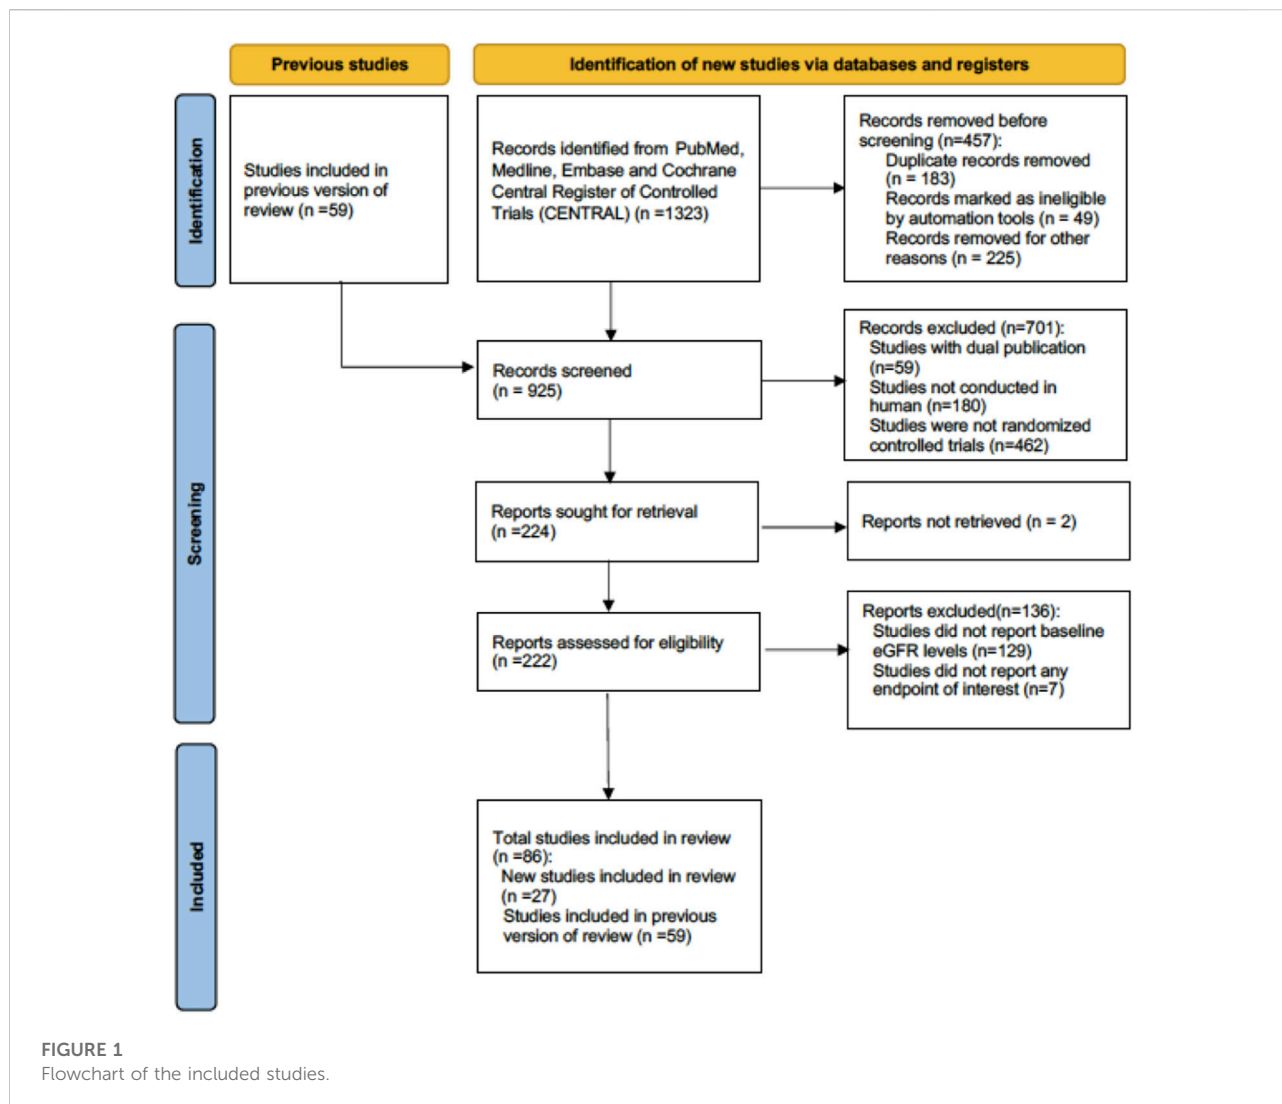 Previous studies
Identification of new studies via databases and registers
Identification
Studies included in
previous version of
review (n =59)
Records identified from PubMed,
Medline, Embase and Cochrane
Central Register of Controlled
Trials (CENTRAL) (n =1323)
Records removed before
screening (n=457):
Duplicate records removed
(n = 183)
Records marked as ineligible
by automation tools (n = 49)
Records removed for other
reasons (n = 225)
Screening
Records screened
(n = 925)
Records excluded (n=701):
Studies with dual publication
(n=59)
Studies not conducted in
human (n=180)
Studies were not randomized
controlled trials (n=462)
Reports sought for retrieval
(n =224)
Reports not retrieved (n = 2)
Reports assessed for eligibility
(n =222)
Reports excluded(n=136):
Studies did not report baseline
eGFR levels (n=129)
Studies did not report any
endpoint of interest (n=7)
Included
Total studies included in review
(n =86):
New studies included in review
(n =27)
Studies included in previous
version of review (n =59)
FIGURE 1
Flowchart of the included studies.